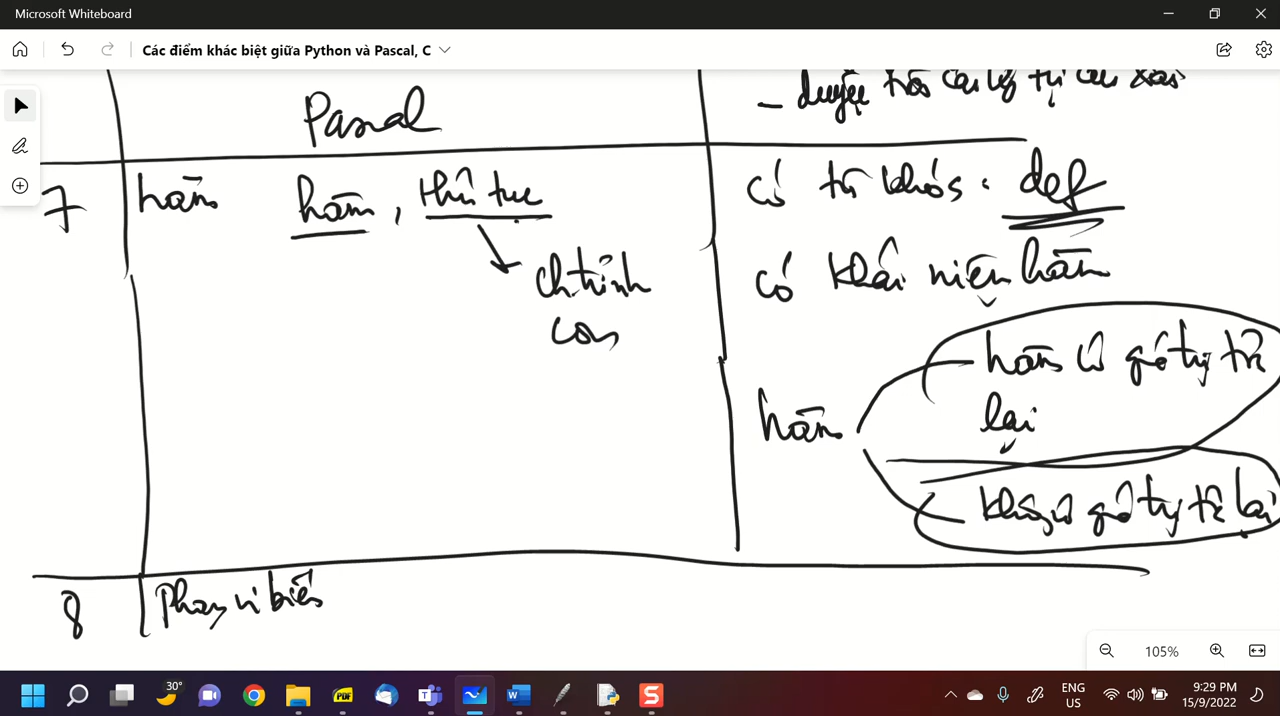 Microsoft Whiteboard
Các điểm khác biệt giữa Python và Pascal, C
- duyệt
Pascal
7 hàm hàm, thủ tục có từ khóa: def
ch.trình có khái niệm hàm
con
hàm có giá trị trả
lại
hàm
không có giá trị trả lại
8 Phạm vi biến
105%
30°
ENG
US
9:29 PM
15/9/2022